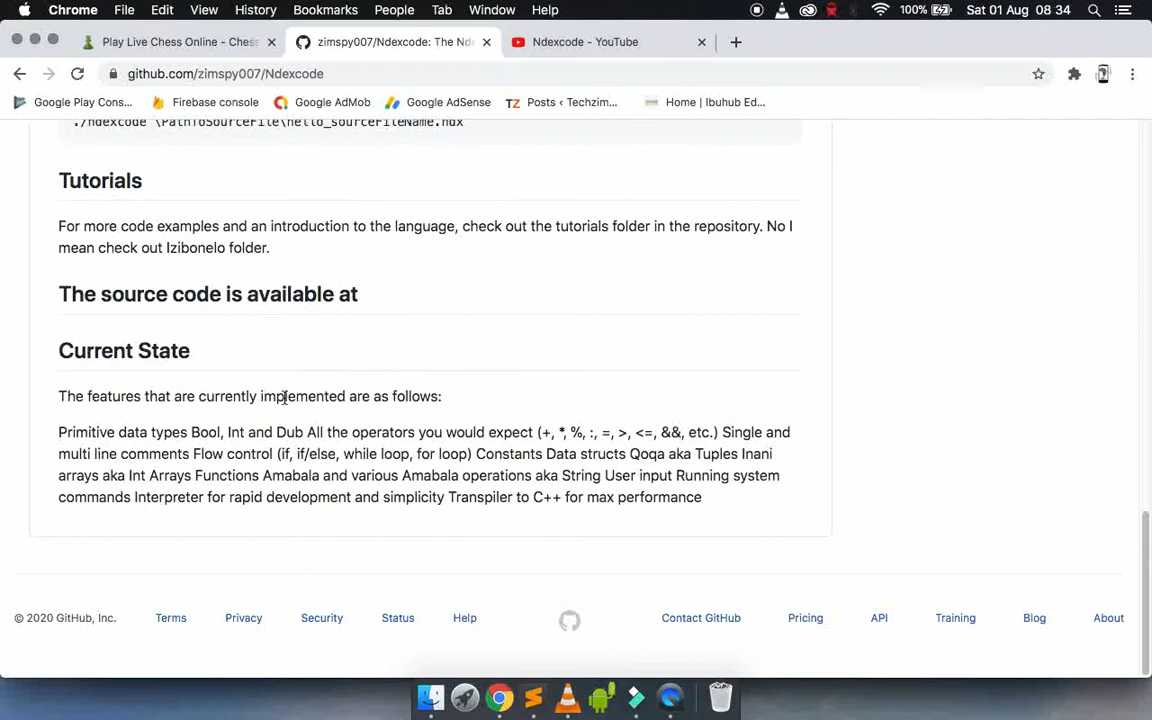 Chrome File Edit View History Bookmarks People Tab Window Help 100% Sat 01 Aug 08 34
Play Live Chess Online - Chess zimspy007/Ndexcode: The Nde Ndexcode - YouTube
github.com/zimspy007/Ndexcode
Google Play Cons... Firebase console Google AdMob Google AdSense TZ Posts ‹ Techzim... Home | Ibuhub Ed...
./ndexcode \PathToSourceFile\hello_sourceFileName.ndx
Tutorials
For more code examples and an introduction to the language, check out the tutorials folder in the repository. No I
mean check out Izibonelo folder.
The source code is available at
Current State
The features that are currently implemented are as follows:
Primitive data types Bool, Int and Dub All the operators you would expect (+, *, %, :, =, >, <=, &&, etc.) Single and
multi line comments Flow control (if, if/else, while loop, for loop) Constants Data structs Qoqa aka Tuples Inani
arrays aka Int Arrays Functions Amabala and various Amabala operations aka String User input Running system
commands Interpreter for rapid development and simplicity Transpiler to C++ for max performance
© 2020 GitHub, Inc. Terms Privacy Security Status Help Contact GitHub Pricing API Training Blog About